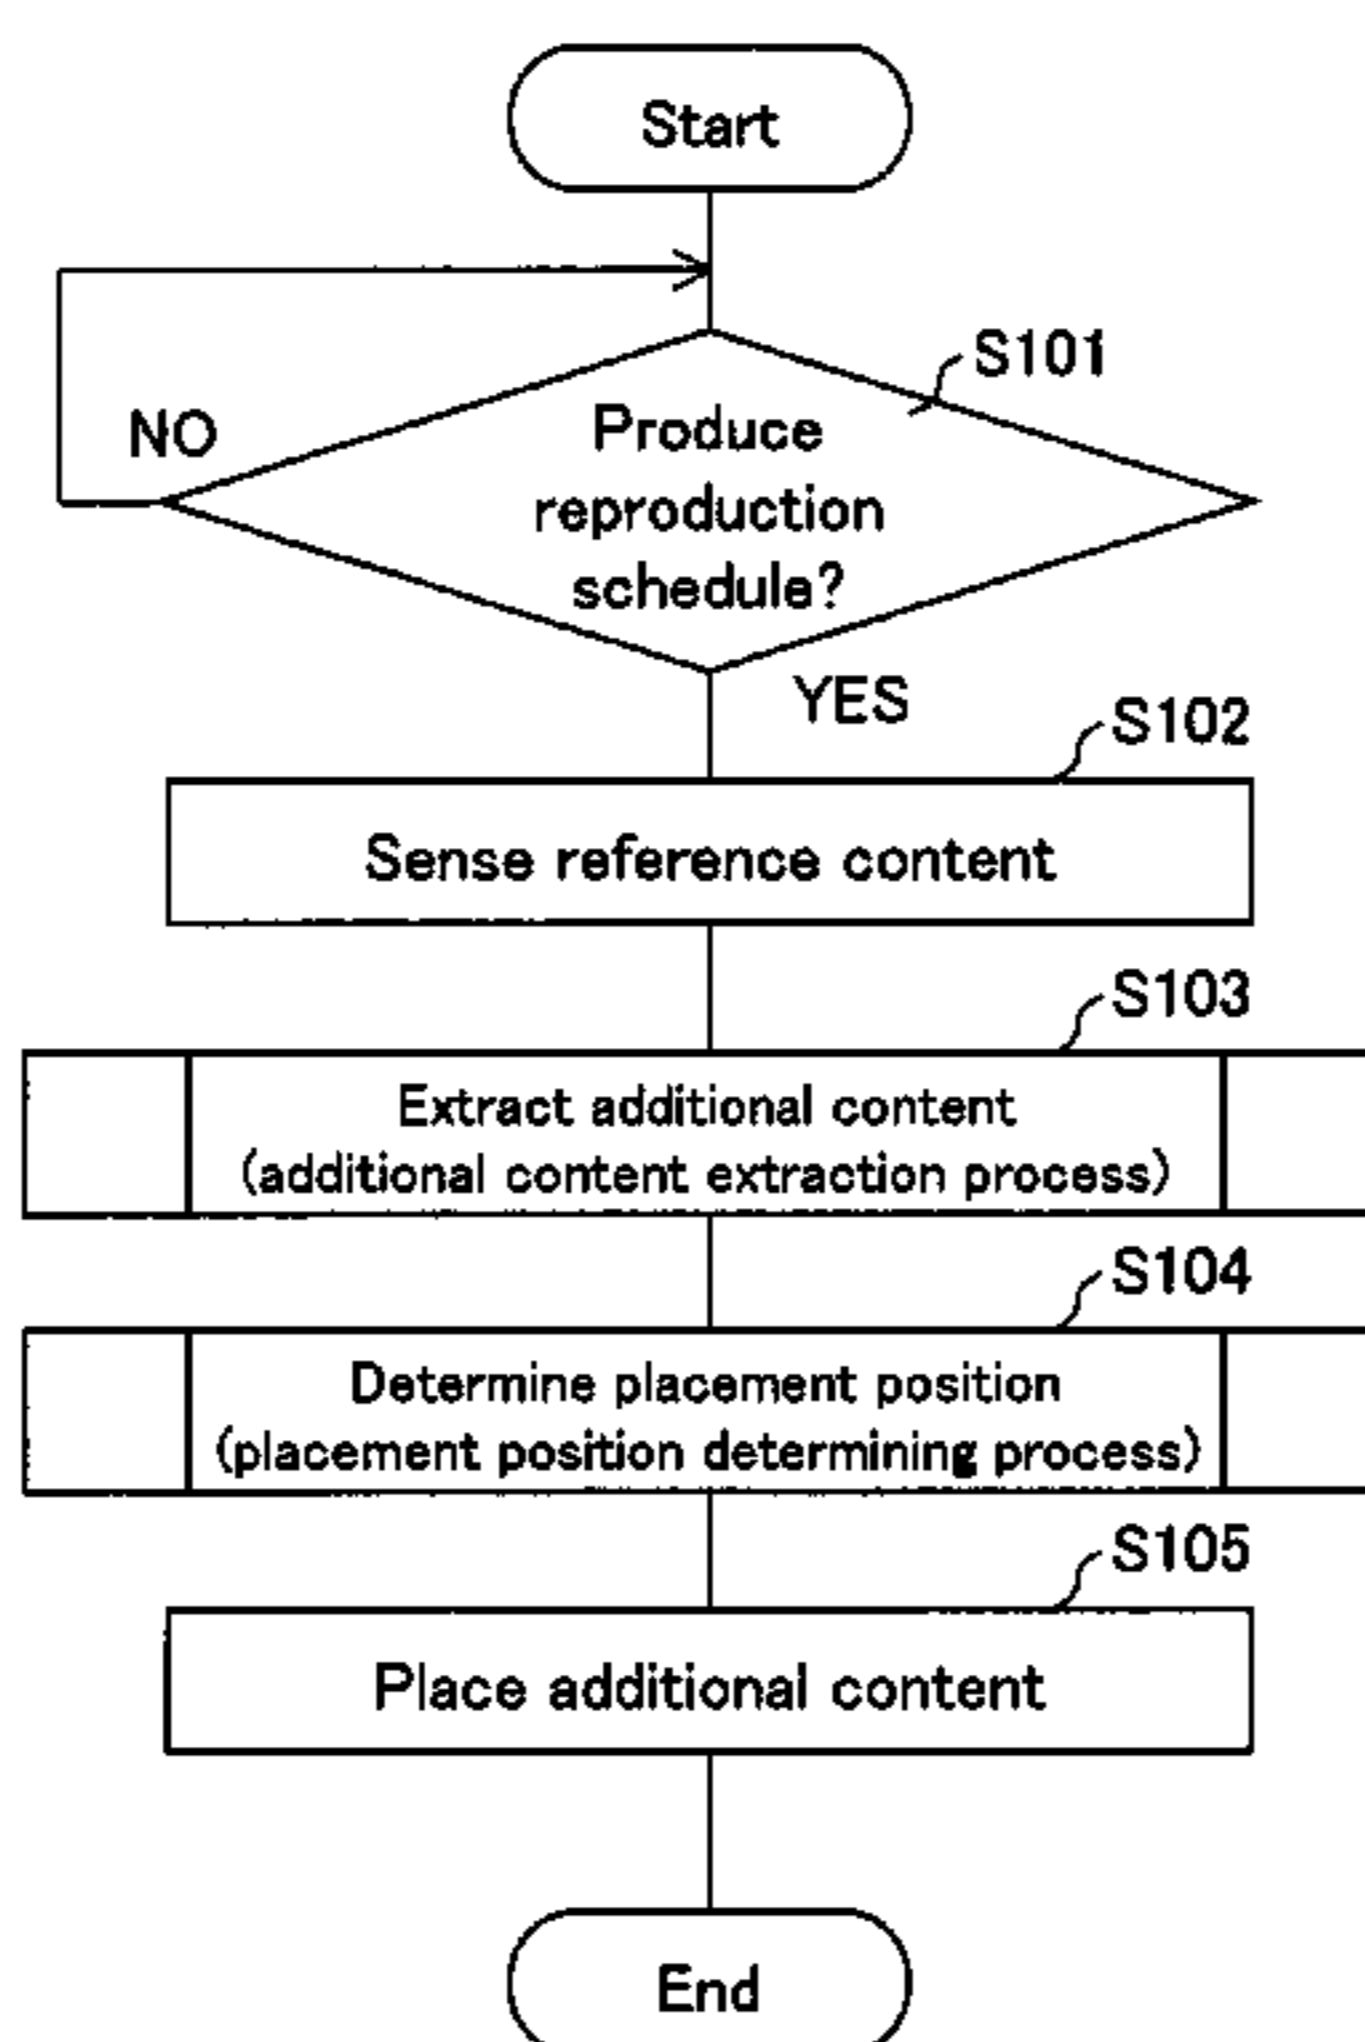 Start
S101
NO
Produce
reproduction
schedule?
YES
S102
Sense reference content
S103
Extract additional content
(additional content extraction process)
S104
Determine placement position
(placement position determining process)
S105
Place additional content
End